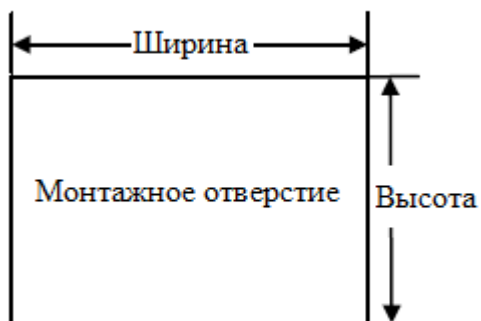 Ширина
Монтажное отверстие
Высота